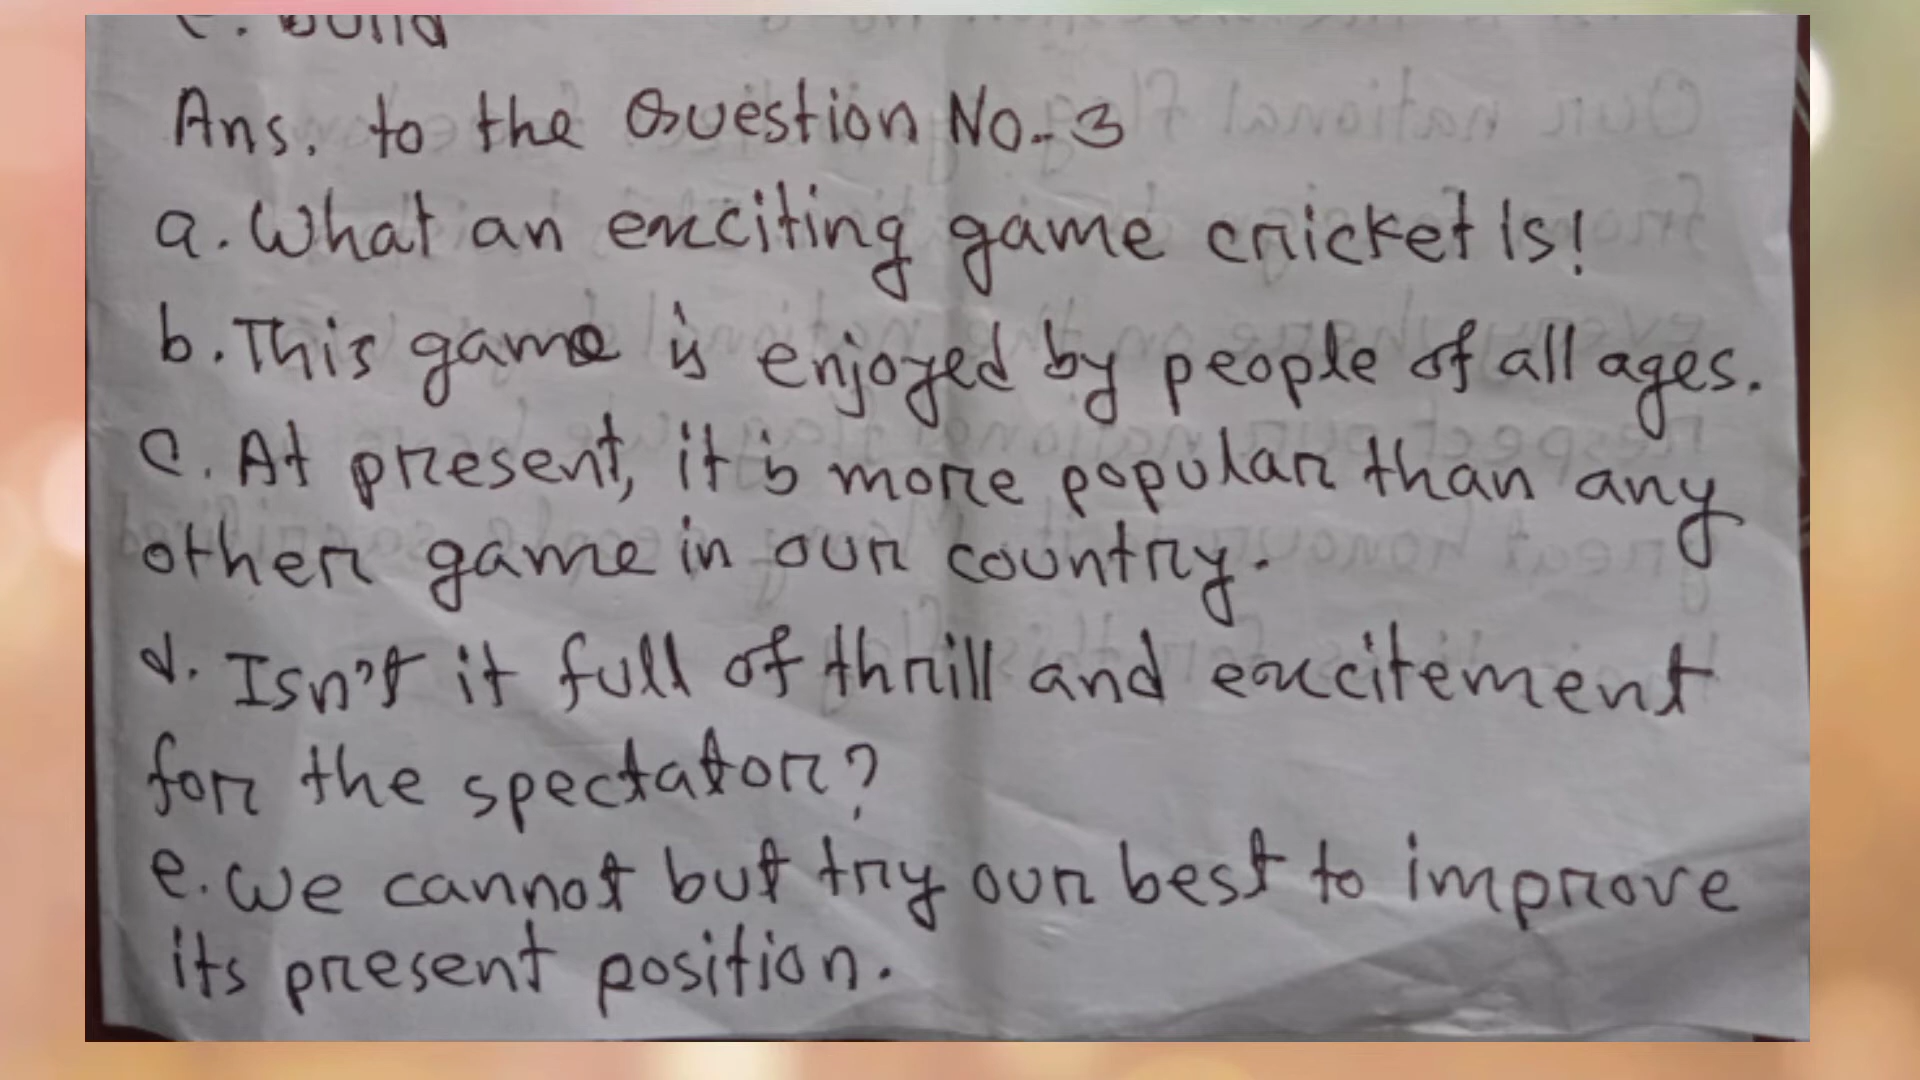 e. build
Ans. to the Question No.-3
a. What an exciting game cricket is!
b. This game is enjoyed by people of all ages.
c. At present, it is more popular than any
other game in our country.
d. Isn't it full of thrill and excitement
for the spectator?
e. We cannot but try our best to improve
its present position.